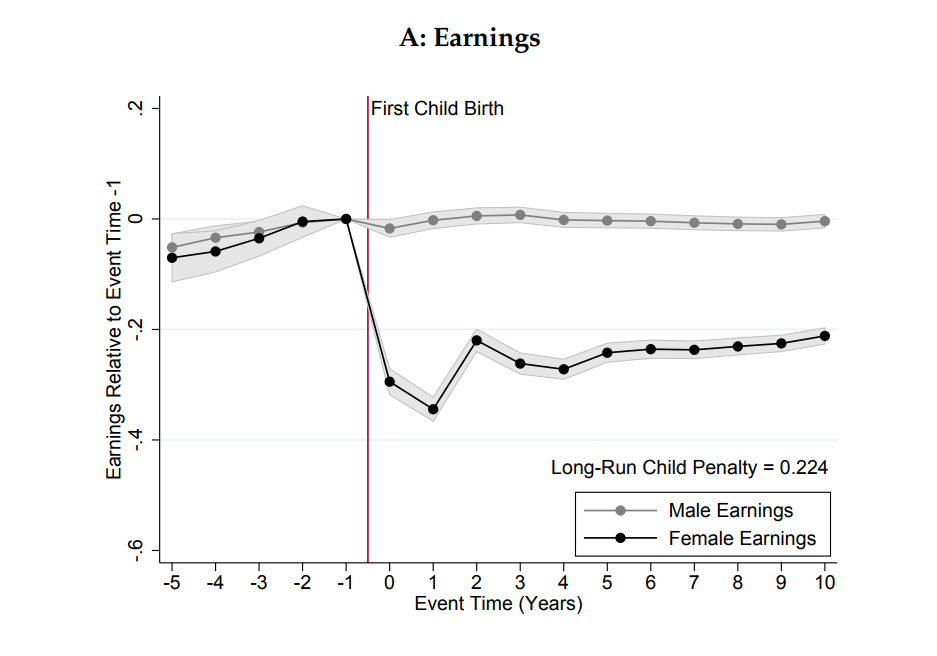 A: Earnings
First Child Birth
Earnings Relative to Event Time -1
.2
0
-.2
-.4
-.6
Long-Run Child Penalty = 0.224
Male Earnings
Female Earnings
-5 -4 -3 -2 -1 0 1 2 3 4 5 6 7 8 9 10
Event Time (Years)